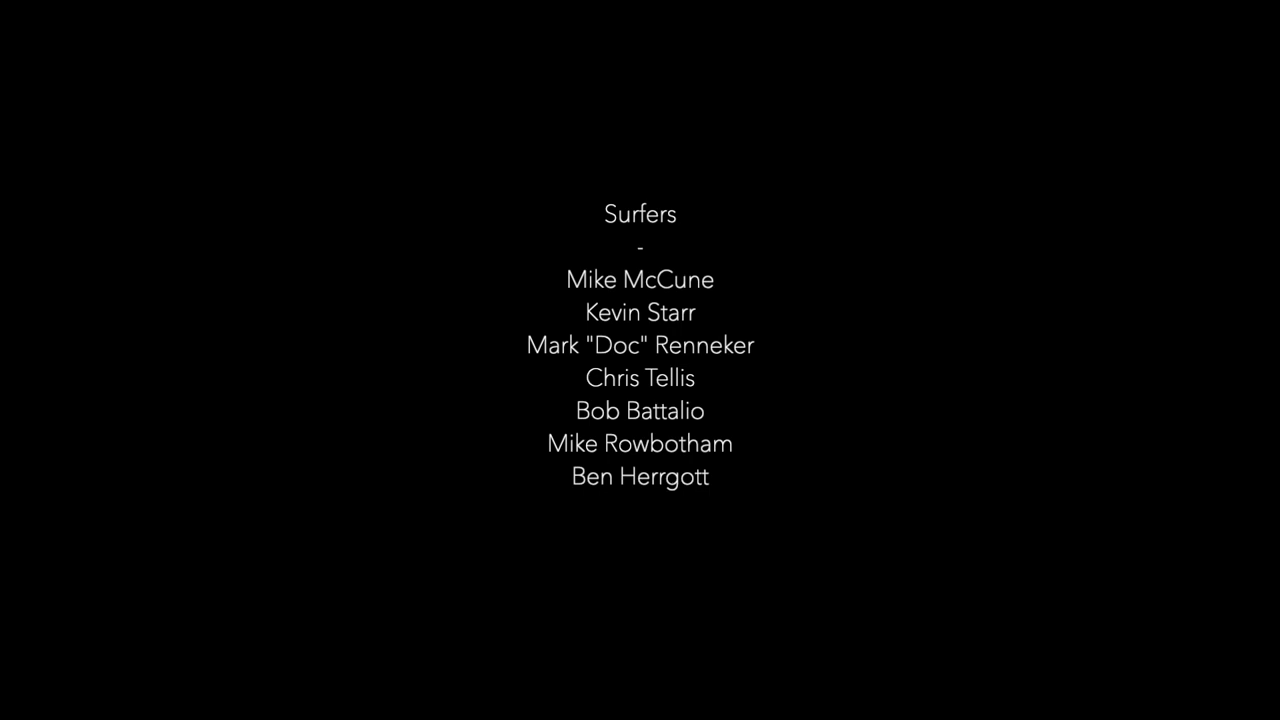 Surfers
-
Mike McCune
Kevin Starr
Mark "Doc" Renneker
Chris Tellis
Bob Battalio
Mike Rowbotham
Ben Herrgott